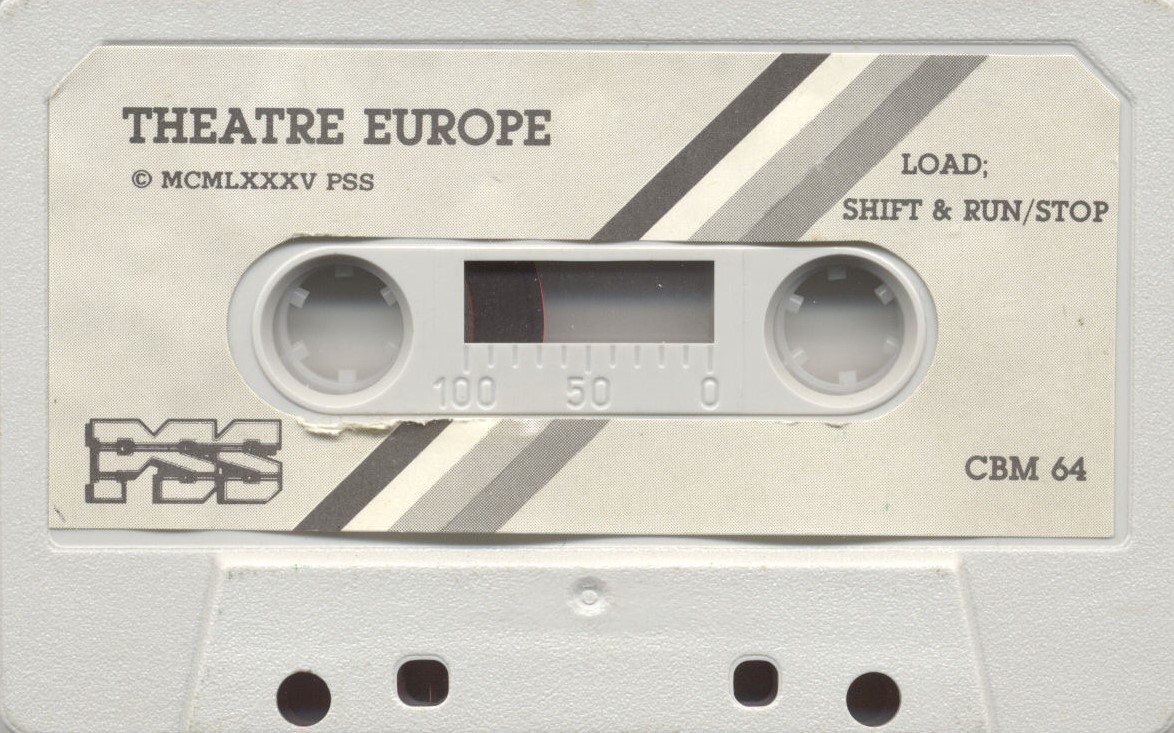 THEATRE EUROPE
© MCMLXXXV PSS
LOAD;
SHIFT & RUN/STOP
100 50 0
PSS
CBM 64